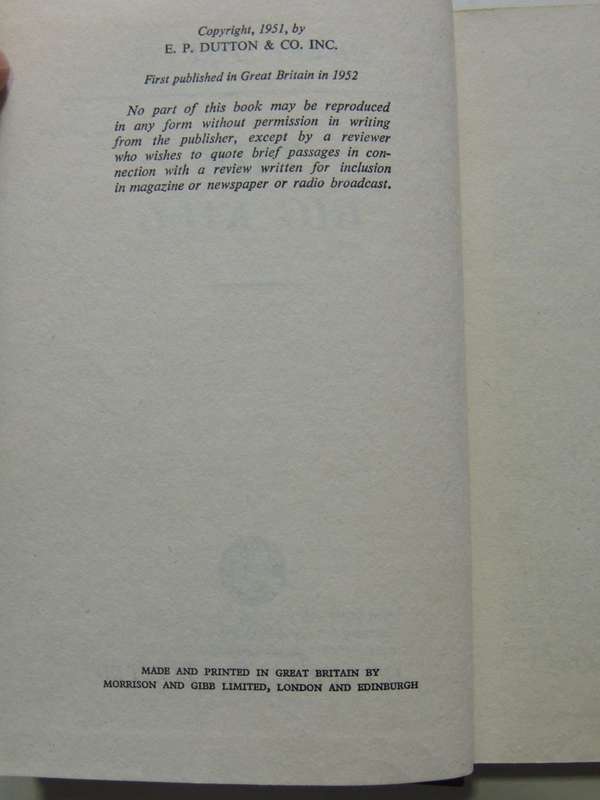 Copyright, 1951, by
E. P. DUTTON & CO. INC.
First published in Great Britain in 1952
No part of this book may be reproduced
in any form without permission in writing
from the publisher, except by a reviewer
who wishes to quote brief passages in con-
nection with a review written for inclusion
in magazine or newspaper or radio broadcast.
MADE AND PRINTED IN GREAT BRITAIN BY
MORRISON AND GIBB LIMITED, LONDON AND EDINBURGH